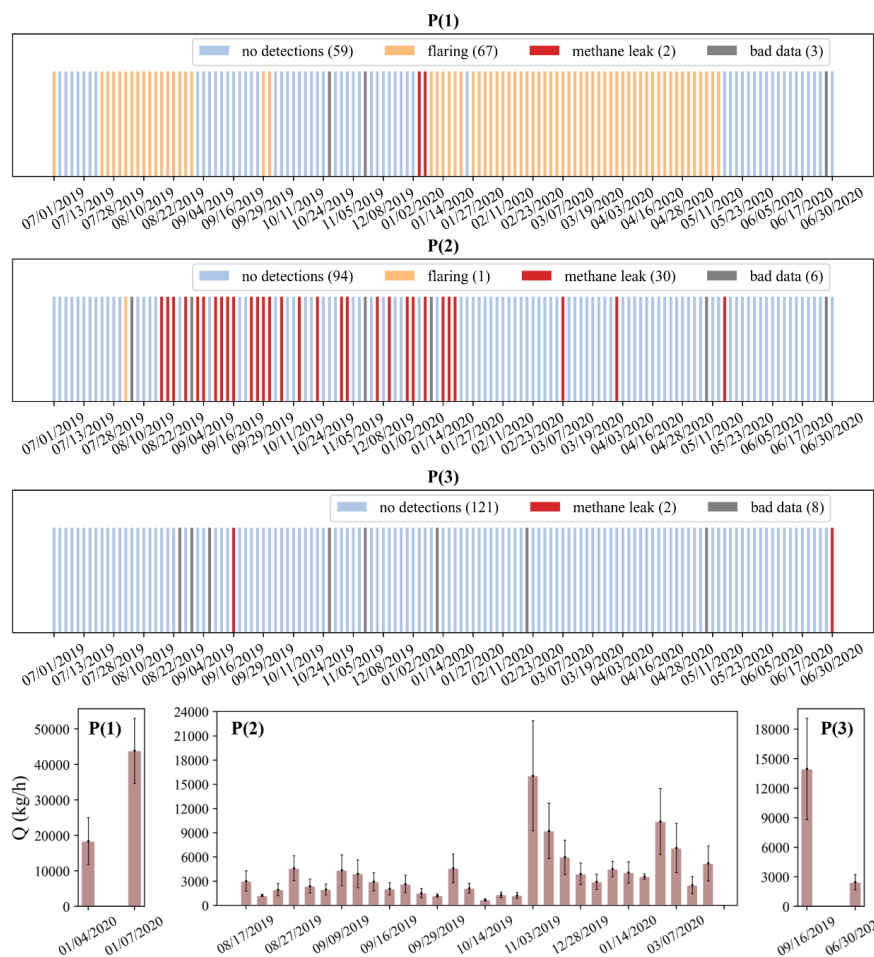 P(1)
no detections (59) flaring (67) methane leak (2) bad data (3)
07/01/2019 07/13/2019 07/28/2019 08/10/2019 08/22/2019 09/04/2019 09/16/2019 09/29/2019 10/11/2019 10/24/2019 11/05/2019 12/08/2019 01/02/2020 01/14/2020 01/27/2020 02/11/2020 02/23/2020 03/07/2020 03/19/2020 04/03/2020 04/16/2020 04/28/2020 05/11/2020 05/23/2020 06/05/2020 06/17/2020 06/30/2020
P(2)
no detections (94) flaring (1) methane leak (30) bad data (6)
07/01/2019 07/13/2019 07/28/2019 08/10/2019 08/22/2019 09/04/2019 09/16/2019 09/29/2019 10/11/2019 10/24/2019 11/05/2019 12/08/2019 01/02/2020 01/14/2020 01/27/2020 02/11/2020 02/23/2020 03/07/2020 03/19/2020 04/03/2020 04/16/2020 04/28/2020 05/11/2020 05/23/2020 06/05/2020 06/17/2020 06/30/2020
P(3)
no detections (121) methane leak (2) bad data (8)
07/01/2019 07/13/2019 07/28/2019 08/10/2019 08/22/2019 09/04/2019 09/16/2019 09/29/2019 10/11/2019 10/24/2019 11/05/2019 12/08/2019 01/02/2020 01/14/2020 01/27/2020 02/11/2020 02/23/2020 03/07/2020 03/19/2020 04/03/2020 04/16/2020 04/28/2020 05/11/2020 05/23/2020 06/05/2020 06/17/2020 06/30/2020
Q (kg/h)
P(1)
50000
40000
30000
20000
10000
0
01/04/2020 01/07/2020
P(2)
24000
21000
18000
15000
12000
9000
6000
3000
0
08/17/2019 08/27/2019 09/09/2019 09/16/2019 09/29/2019 10/14/2019 11/03/2019 12/28/2019 01/14/2020 03/07/2020
P(3)
18000
15000
12000
9000
6000
3000
0
09/16/2019 06/30/2020